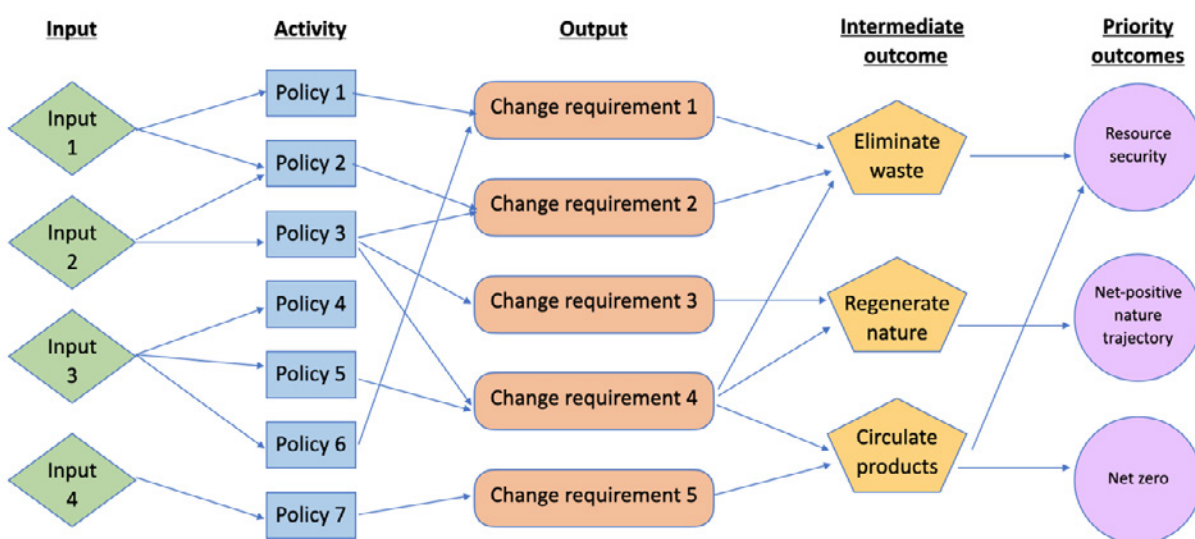 Input
Activity
Output
Intermediate
outcome
Priority
outcomes
Input
1
Input
2
Input
3
Input
4
Policy 1
Policy 2
Policy 3
Policy 4
Policy 5
Policy 6
Policy 7
Change requirement 1
Change requirement 2
Change requirement 3
Change requirement 4
Change requirement 5
Eliminate
waste
Regenerate
nature
Circulate
products
Resource
security
Net-positive
nature
trajectory
Net zero